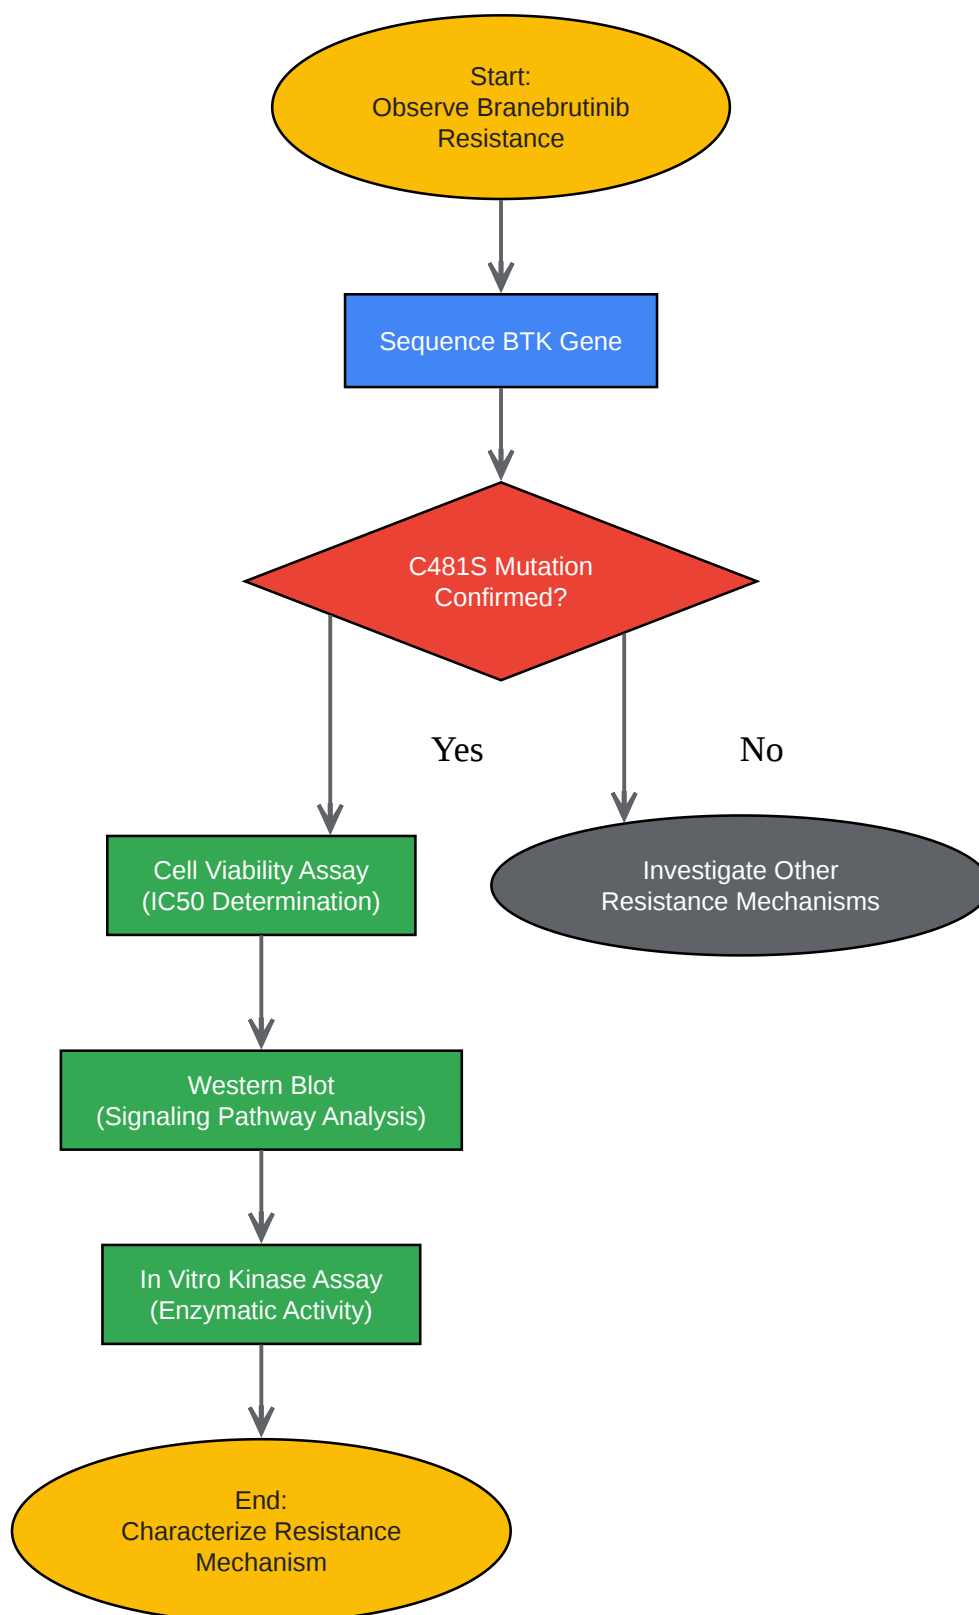 Start:
Observe Branebrutinib
Resistance
Sequence BTK Gene
C481S Mutation
Confirmed?
Yes
No
Cell Viability Assay
(IC50 Determination)
Investigate Other
Resistance Mechanisms
Western Blot
(Signaling Pathway Analysis)
In Vitro Kinase Assay
(Enzymatic Activity)
End:
Characterize Resistance
Mechanism